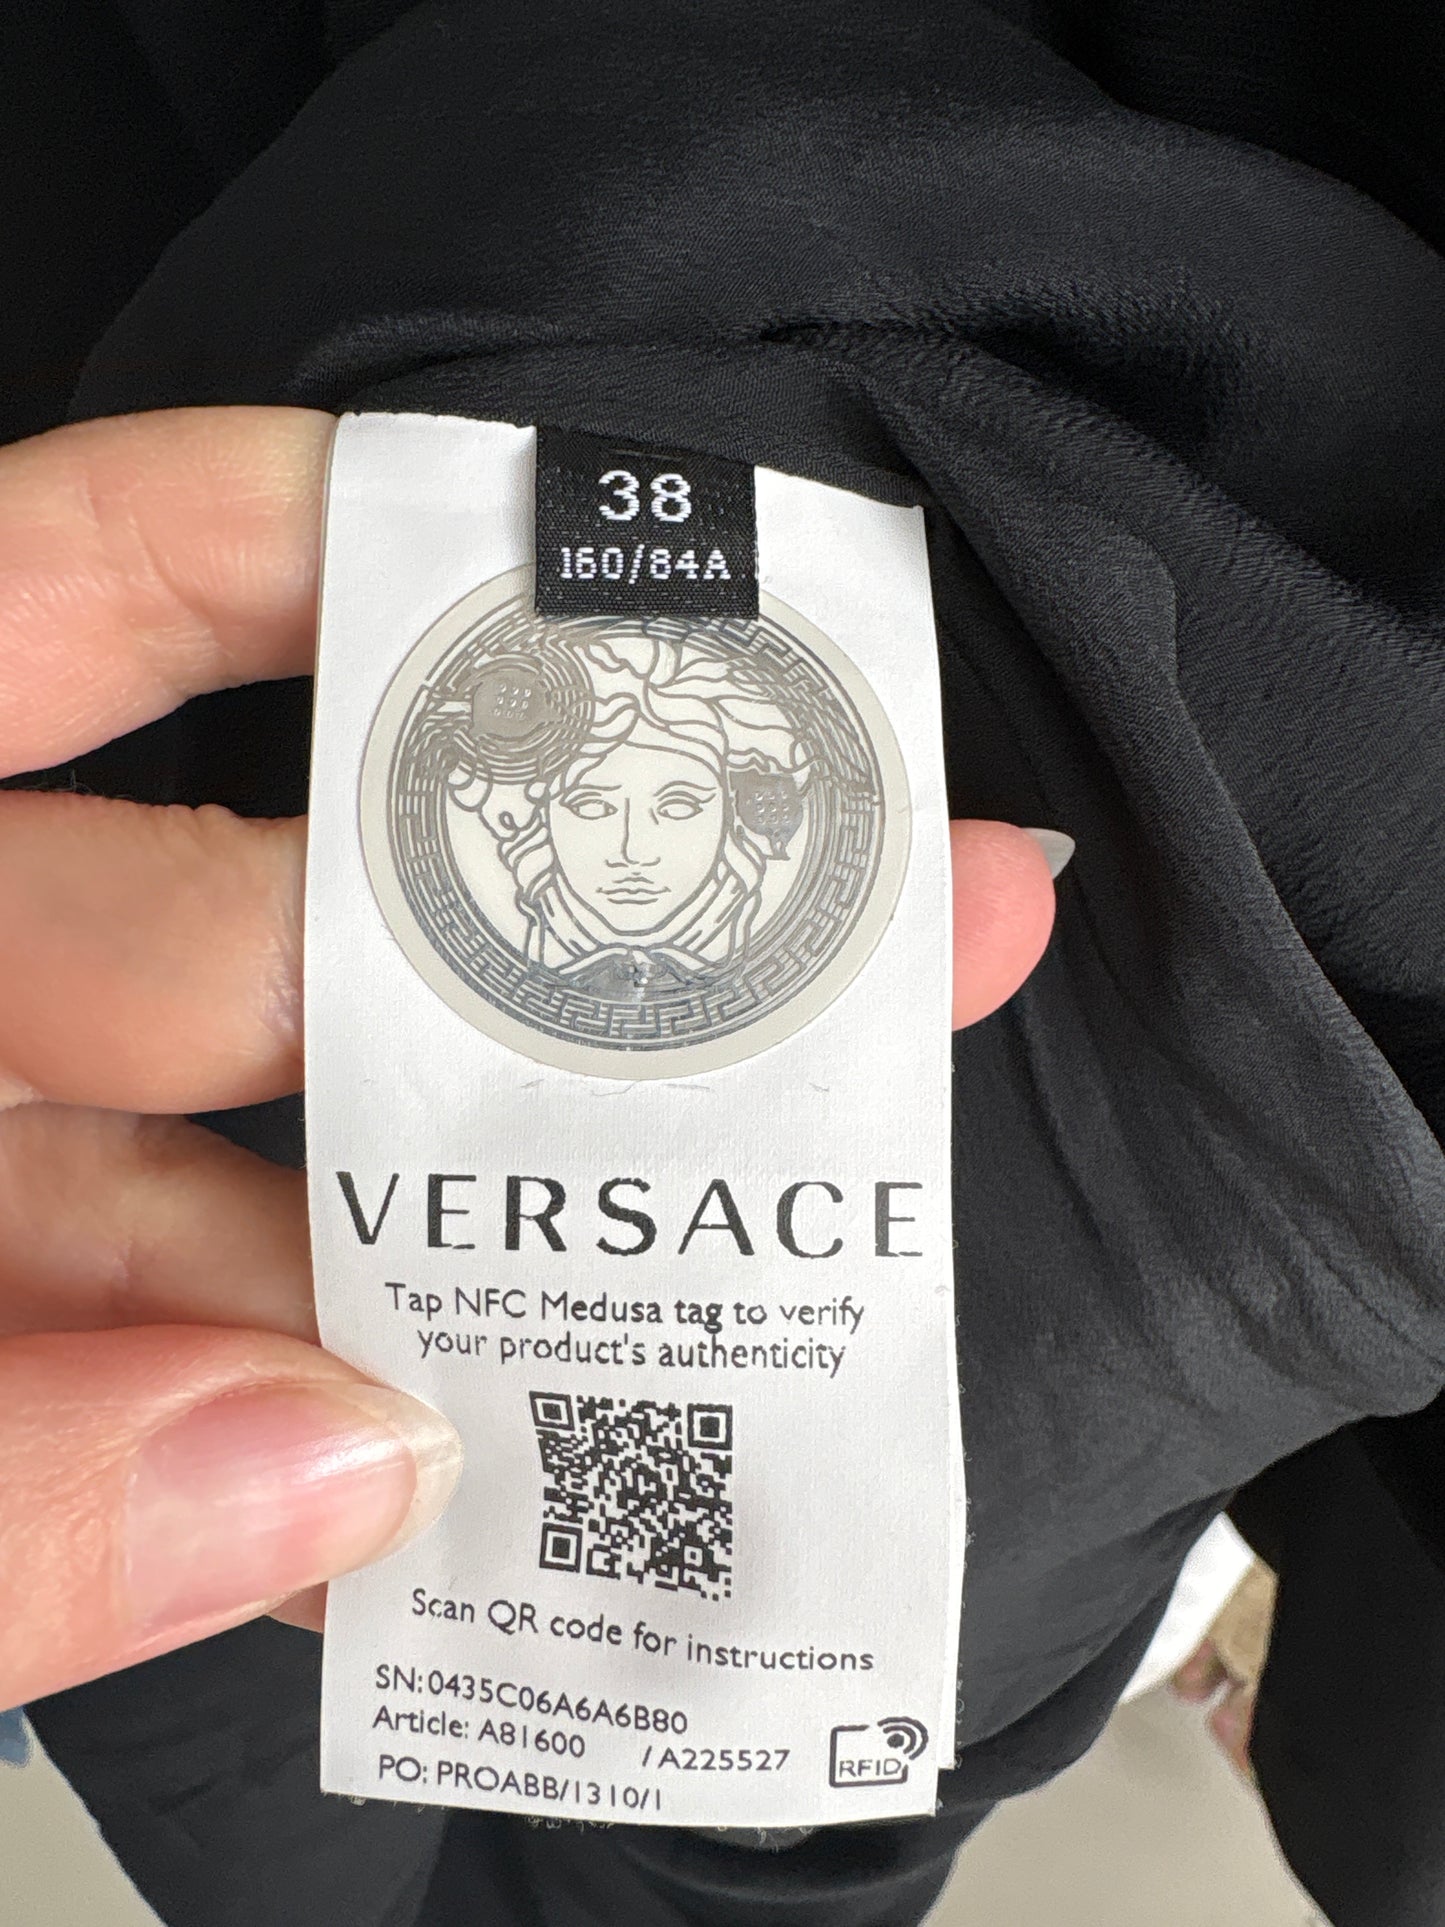 38
160/84A
VERSACE
Tap NFC Medusa tag to verify
your product's authenticity
Scan QR code for instructions
SN:0435C06A6A6B80
Article: A81600 /A225527
PO: PROABB/1310/1
RFID